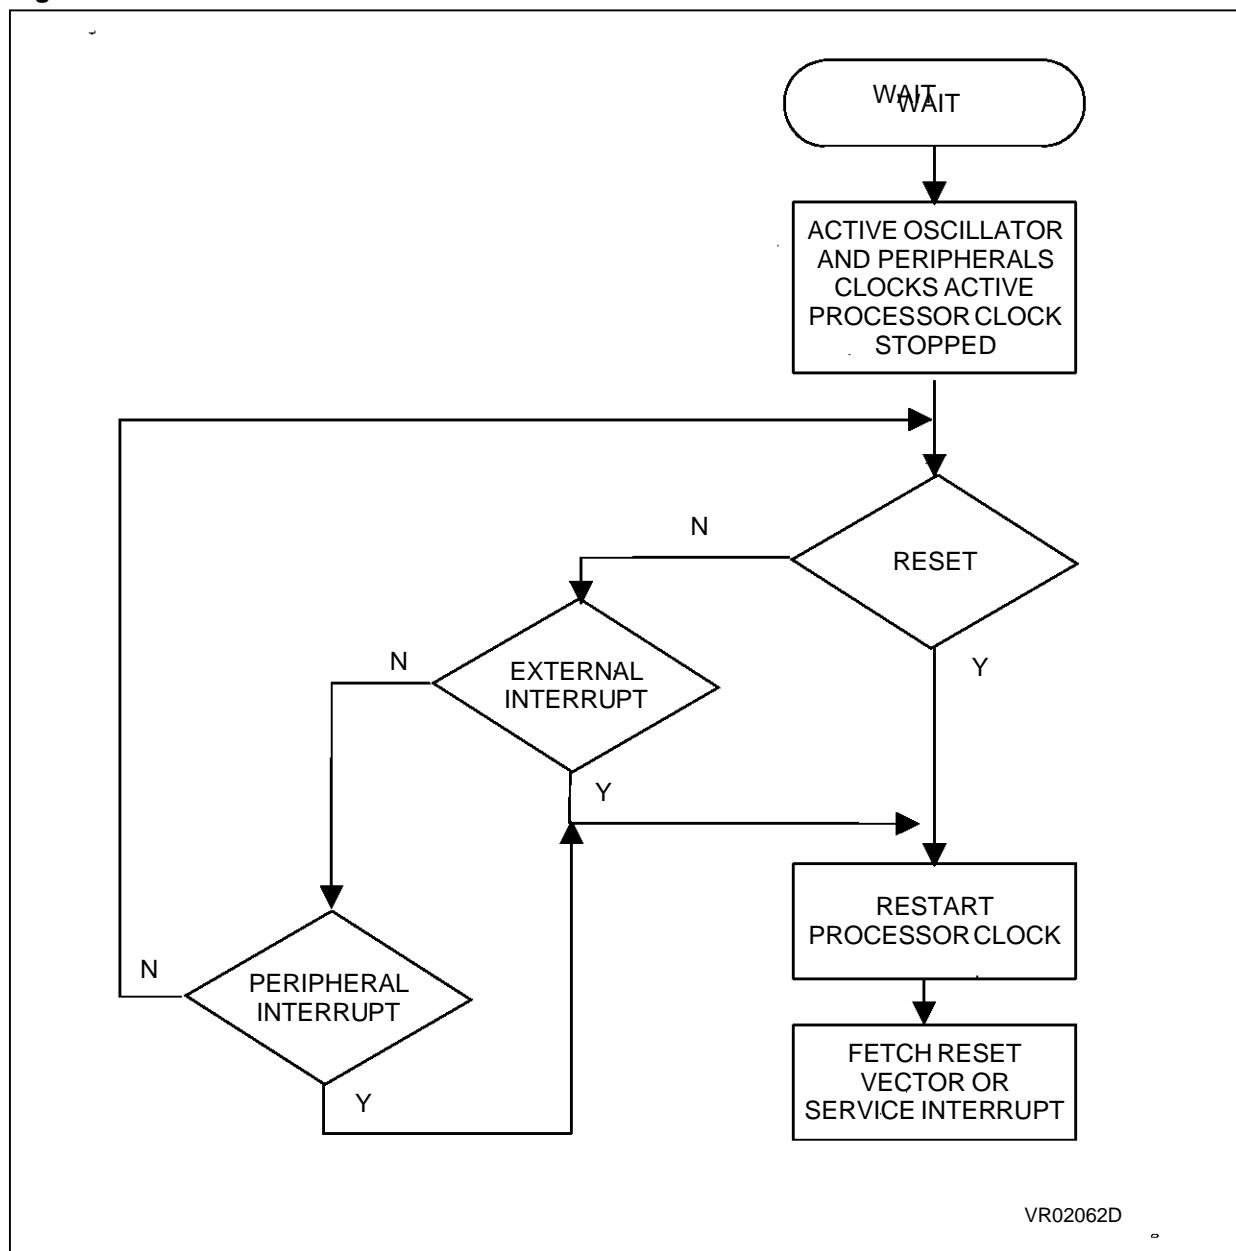 WAIT
WAIT
ACTIVE OSCILLATOR
AND PERIPHERALS
CLOCKS ACTIVE
PROCESSOR CLOCK
STOPPED
N
RESET
Y
N
EXTERNAL
INTERRUPT
Y
RESTART
PROCESSOR CLOCK
N
PERIPHERAL
INTERRUPT
Y
FETCH RESET
VECTOR OR
SERVICE INTERRUPT
VR02062D